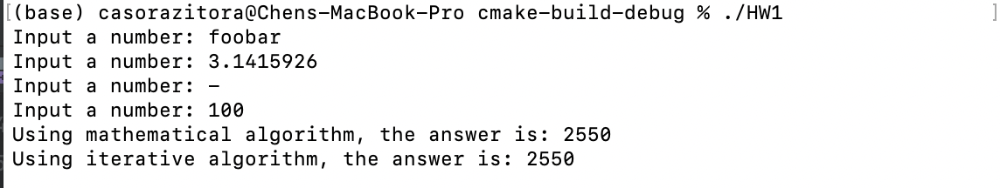 [(base) casorazitora@Chens-MacBook-Pro cmake-build-debug % ./HW1 ]
Input a number: foobar
Input a number: 3.1415926
Input a number: -
Input a number: 100
Using mathematical algorithm, the answer is: 2550
Using iterative algorithm, the answer is: 2550